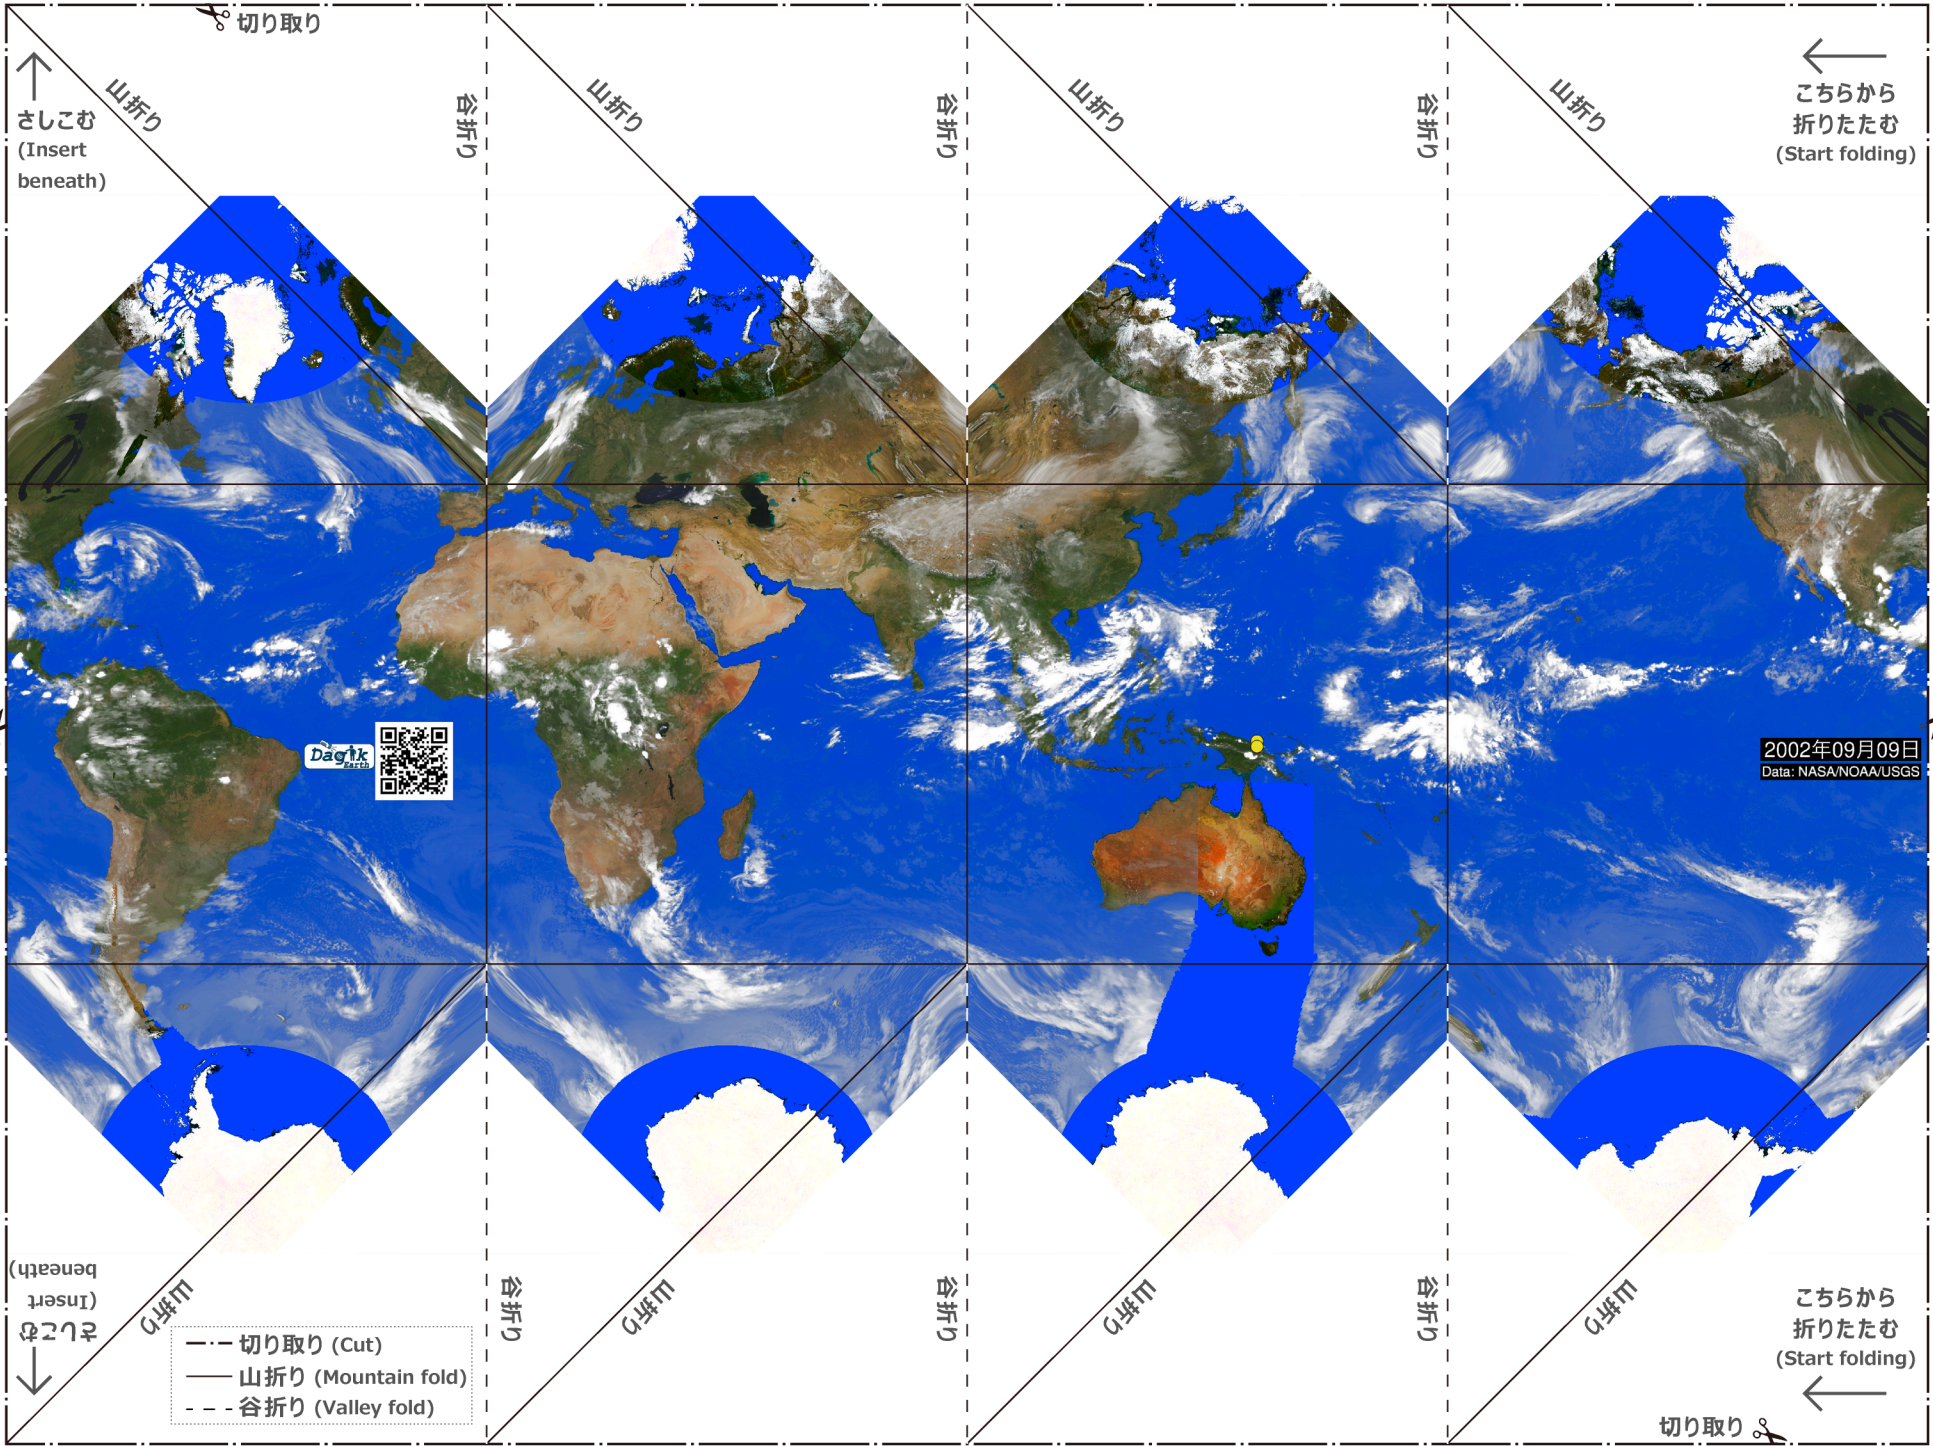 切り取り
山折り
谷折り
山折り
谷折り
山折り
谷折り
山折り
さしこむ
(Insert
beneath)
こちらから
折りたたむ
(Start folding)
Dagik
Earth
2002年09月09日
Data: NASA/NOAA/USGS
さしこむ
(Insert
beneath)
山折り
谷折り
山折り
谷折り
山折り
谷折り
山折り
切り取り (Cut)
山折り (Mountain fold)
谷折り (Valley fold)
こちらから
折りたたむ
(Start folding)
切り取り